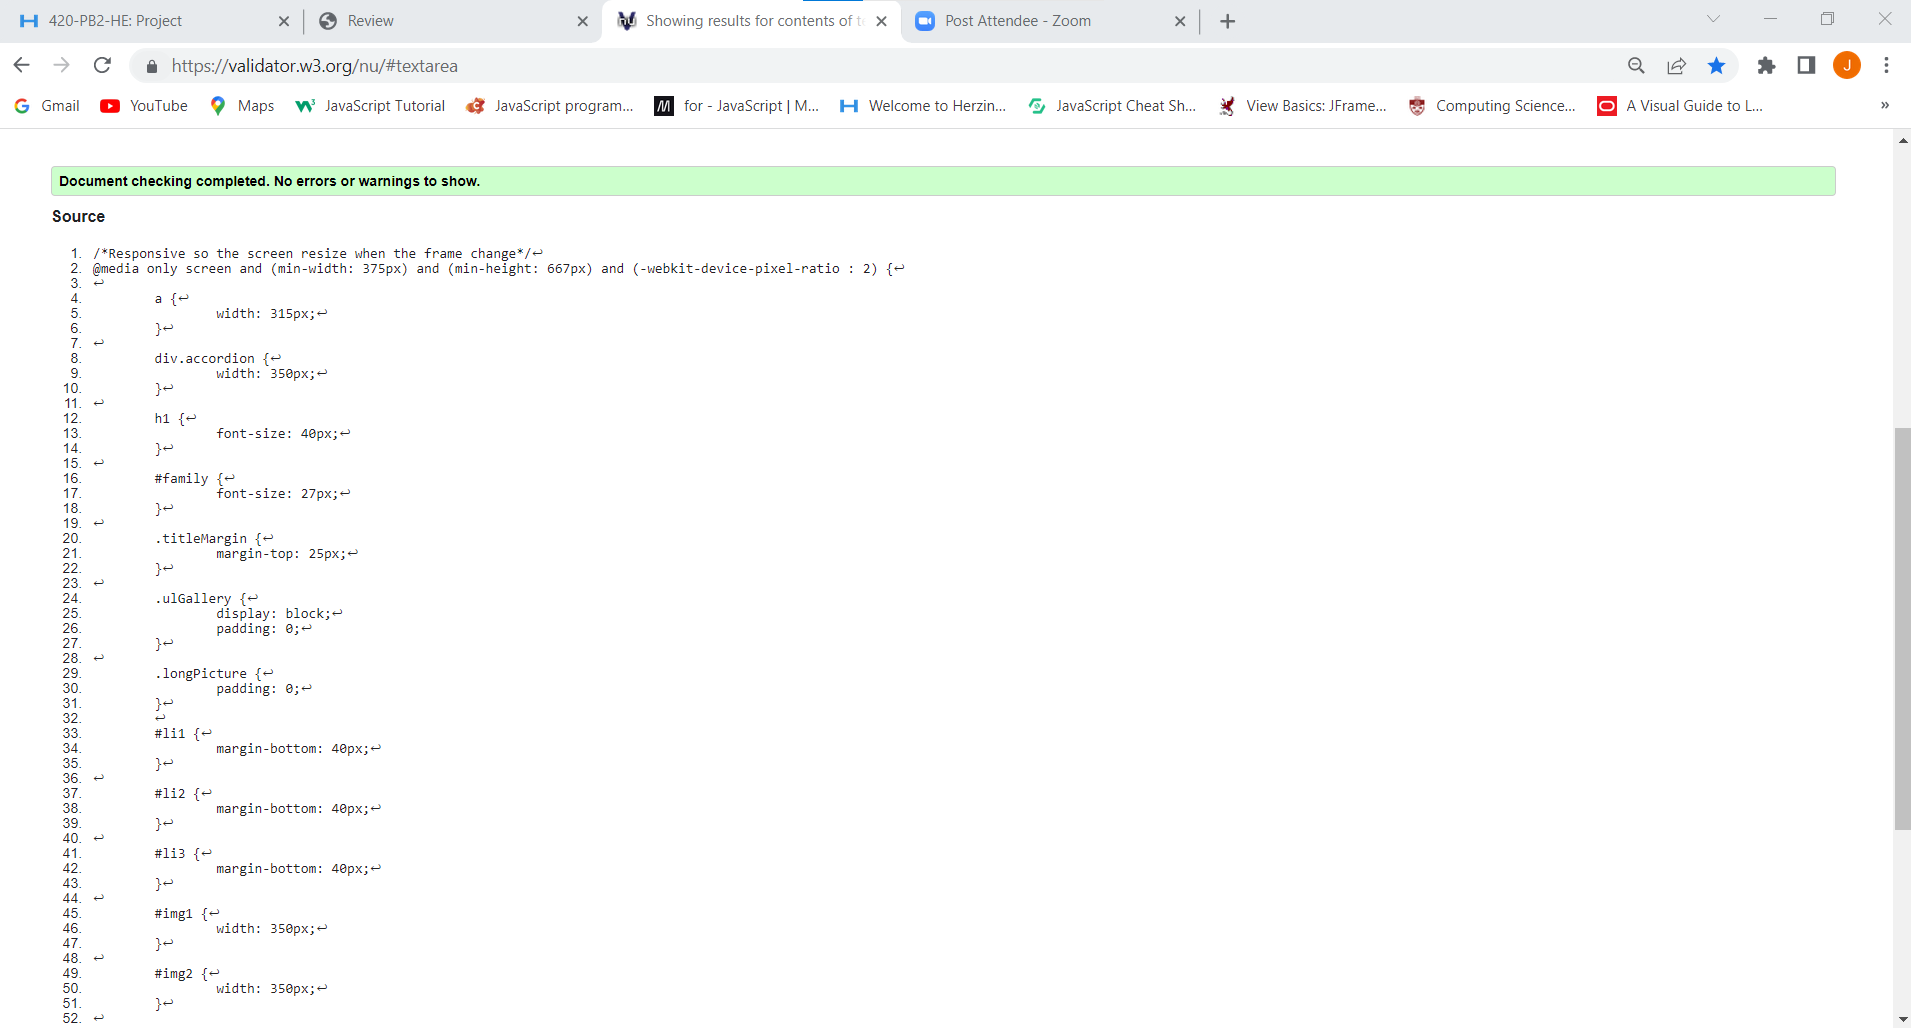 420-PB2-HE: Project
Review
Showing results for contents of t
Post Attendee - Zoom
https://validator.w3.org/nu/#textarea
J
Gmail
YouTube
Maps
JavaScript Tutorial
JavaScript program...
for - JavaScript | M...
Welcome to Herzin...
JavaScript Cheat Sh...
View Basics: JFrame...
Computing Science...
A Visual Guide to L...
»
Document checking completed. No errors or warnings to show.
Source
1. /*Responsive so the screen resize when the frame change*/↩
2. @media only screen and (min-width: 375px) and (min-height: 667px) and (-webkit-device-pixel-ratio : 2) {↩
3. ↩
4. a {↩
5. width: 315px;↩
6. }↩
7. ↩
8. div.accordion {↩
9. width: 350px;↩
10. }↩
11. ↩
12. h1 {↩
13. font-size: 40px;↩
14. }↩
15. ↩
16. #family {↩
17. font-size: 27px;↩
18. }↩
19. ↩
20. .titleMargin {↩
21. margin-top: 25px;↩
22. }↩
23. ↩
24. .ulGallery {↩
25. display: block;↩
26. padding: 0;↩
27. }↩
28. ↩
29. .longPicture {↩
30. padding: 0;↩
31. }↩
32. ↩
33. #li1 {↩
34. margin-bottom: 40px;↩
35. }↩
36. ↩
37. #li2 {↩
38. margin-bottom: 40px;↩
39. }↩
40. ↩
41. #li3 {↩
42. margin-bottom: 40px;↩
43. }↩
44. ↩
45. #img1 {↩
46. width: 350px;↩
47. }↩
48. ↩
49. #img2 {↩
50. width: 350px;↩
51. }↩
52. ↩